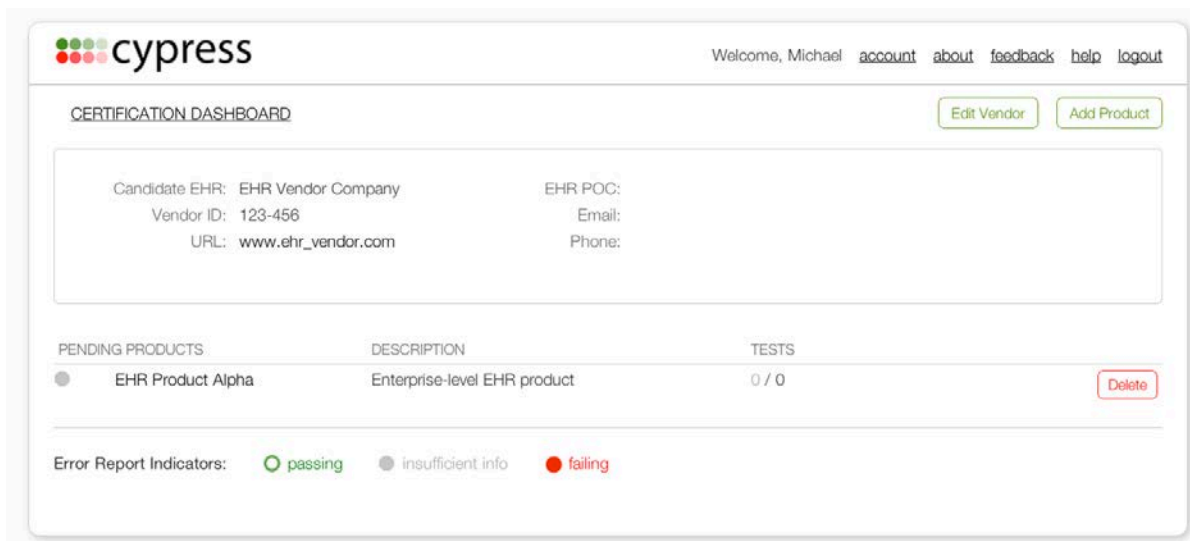 cypress
Welcome, Michael account about feedback help logout
CERTIFICATION DASHBOARD Edit Vendor Add Product
Candidate EHR: EHR Vendor Company EHR POC:
Vendor ID: 123-456 Email:
URL: www.ehr_vendor.com Phone:
PENDING PRODUCTS DESCRIPTION TESTS
EHR Product Alpha Enterprise-level EHR product 0 / 0 Delete
Error Report Indicators: passing insufficient info failing